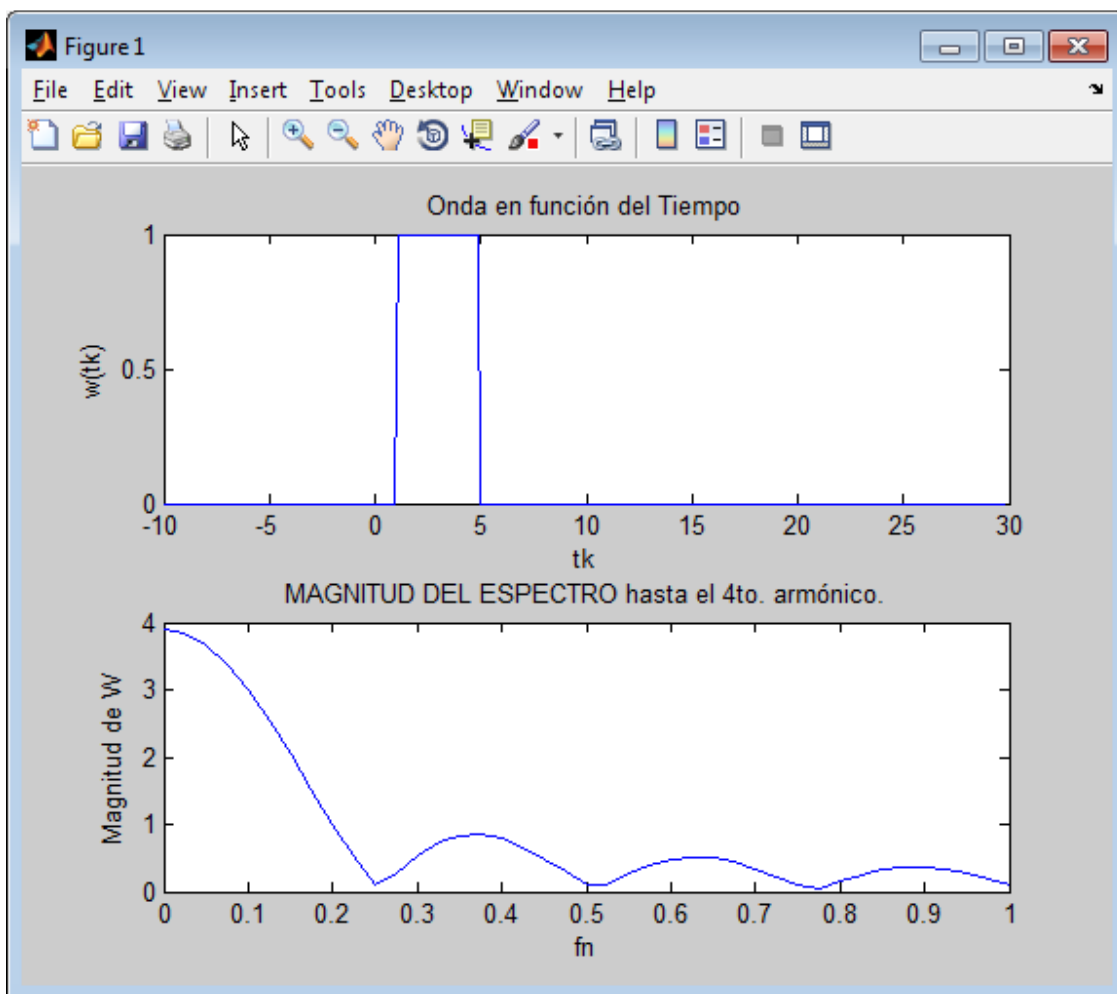 Figure 1
File Edit View Insert Tools Desktop Window Help
Onda en función del Tiempo
1
0.5
0
w(tk)
-10 -5 0 5 10 15 20 25 30
tk
MAGNITUD DEL ESPECTRO hasta el 4to. armónico.
4
3
2
1
0
Magnitud de W
0 0.1 0.2 0.3 0.4 0.5 0.6 0.7 0.8 0.9 1
fn